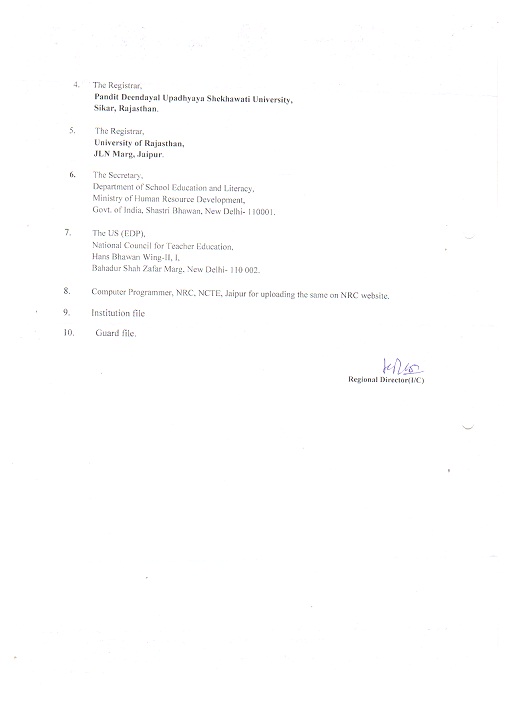 4. The Registrar,
Pandit Deendayal Upadhyaya Shekhawati University,
Sikar, Rajasthan.
5. The Registrar,
University of Rajasthan,
JLN Marg, Jaipur.
6. The Secretary,
Department of School Education and Literacy,
Ministry of Human Resource Development,
Govt. of India, Shastri Bhawan, New Delhi- 110001.
7. The US (EDP),
National Council for Teacher Education,
Hans Bhawan Wing-II, I,
Bahadur Shah Zafar Marg, New Delhi- 110 002.
8. Computer Programmer, NRC, NCTE, Jaipur for uploading the same on NRC website.
9. Institution file
10. Guard file.
Regional Director(I/C)